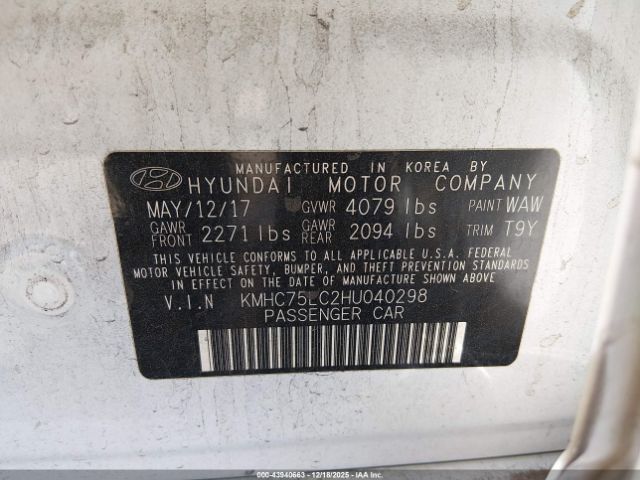 MANUFACTURED IN KOREA BY
HYUNDAI MOTOR COMPANY
MAY/12/17 GVWR 4079 lbs PAINT WAW
GAWR FRONT 2271 lbs GAWR REAR 2094 lbs TRIM T9Y
THIS VEHICLE CONFORMS TO ALL APPLICABLE U.S.A. FEDERAL
MOTOR VEHICLE SAFETY, BUMPER, AND THEFT PREVENTION STANDARDS
IN EFFECT ON THE DATE OF MANUFACTURE SHOWN ABOVE.
V.I.N KMHC75LC2HU040298
PASSENGER CAR
000-43940663 12/18/2025 IAAI.com